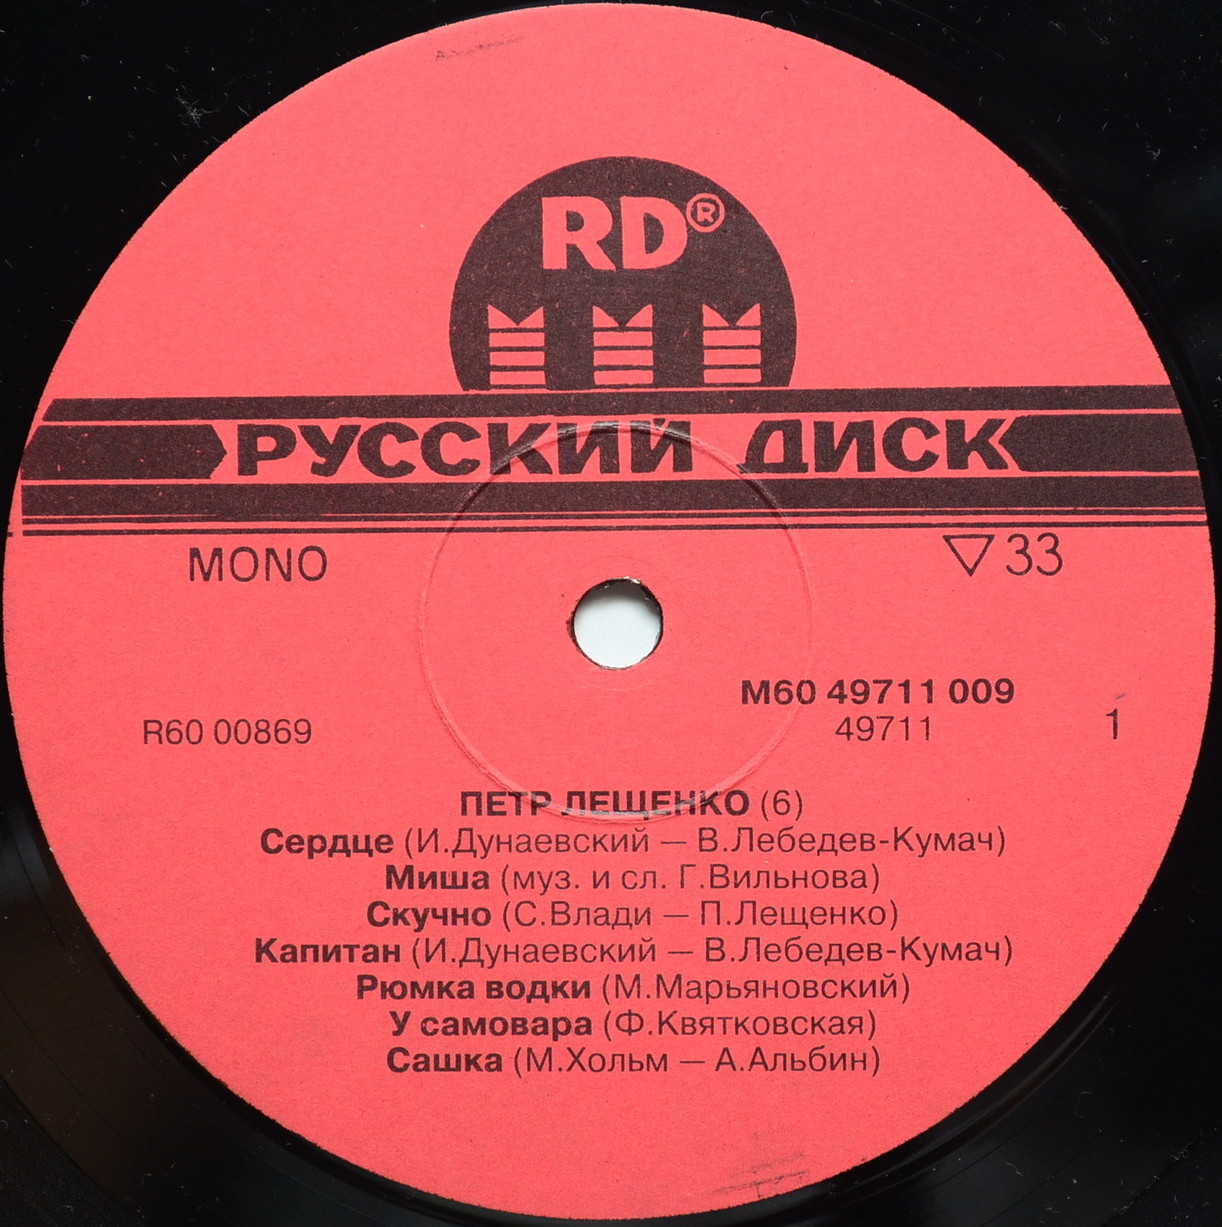 RD®
РУССКИЙ ДИСК
MONO ▽33
М60 49711 009
R60 00869 49711 1
ПЕТР ЛЕЩЕНКО (6)
Сердце (И.Дунаевский — В.Лебедев-Кумач)
Миша (муз. и сл. Г.Вильнова)
Скучно (С.Влади — П.Лещенко)
Капитан (И.Дунаевский — В.Лебедев-Кумач)
Рюмка водки (М.Марьяновский)
У самовара (Ф.Квятковская)
Сашка (М.Хольм — А.Альбин)